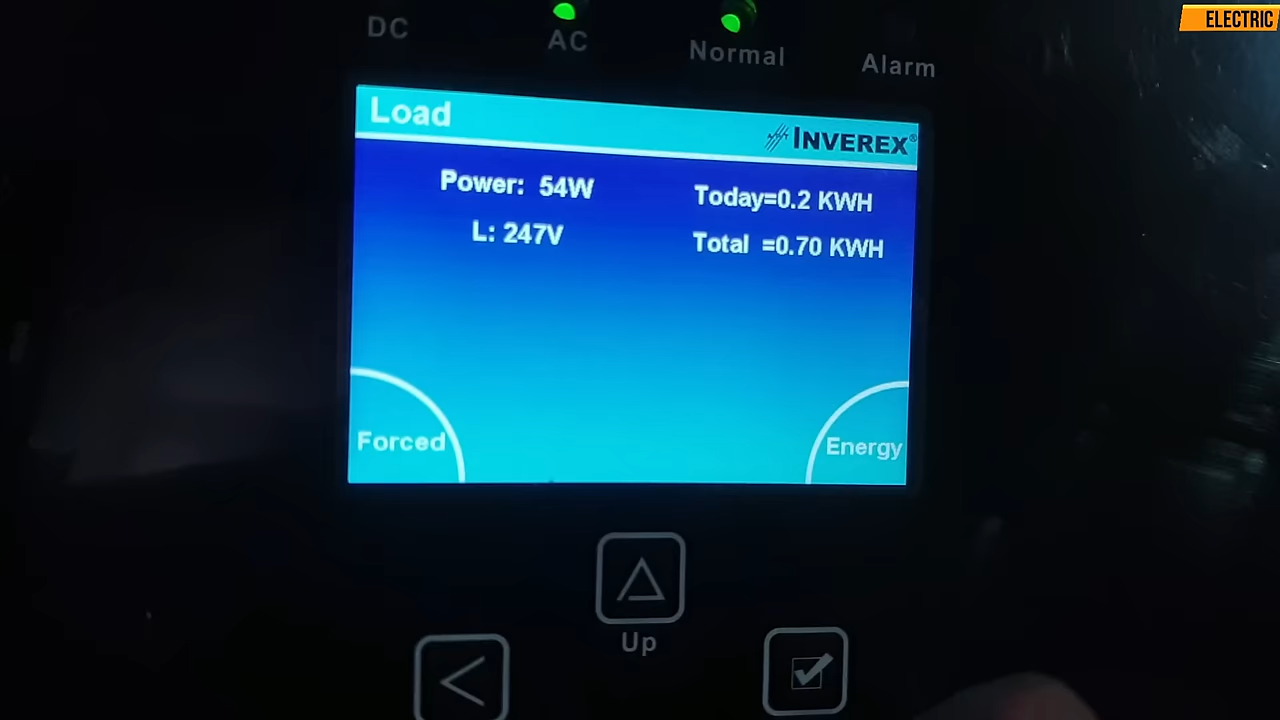 ELECTRIC
DC
AC
Normal
Alarm
Load
INVEREX®
Power: 54W
Today=0.2 KWH
L: 247V
Total =0.70 KWH
Forced
Energy
Up